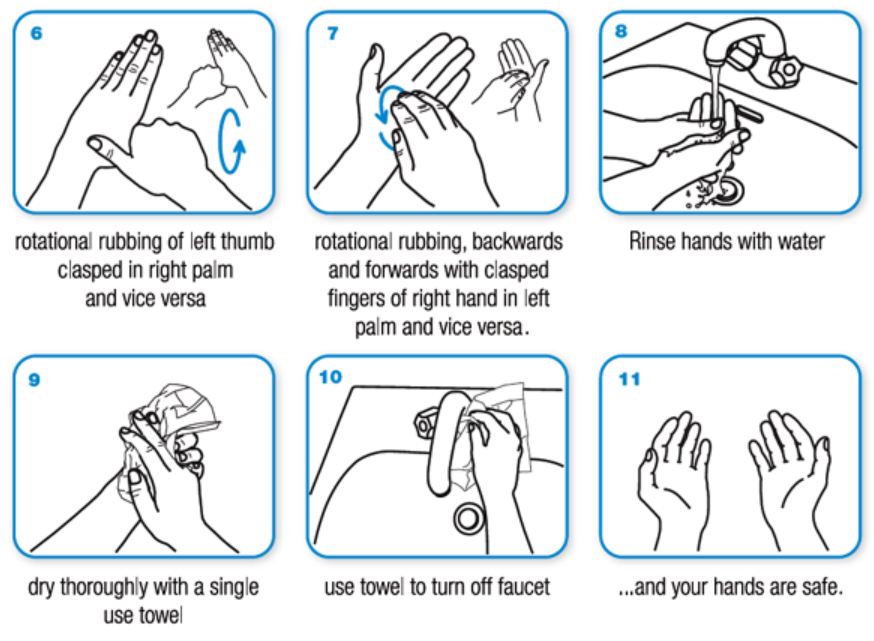 6
rotational rubbing of left thumb
clasped in right palm
and vice versa
7
rotational rubbing, backwards
and forwards with clasped
fingers of right hand in left
palm and vice versa.
8
Rinse hands with water
9
dry thoroughly with a single
use towel
10
use towel to turn off faucet
11
...and your hands are safe.